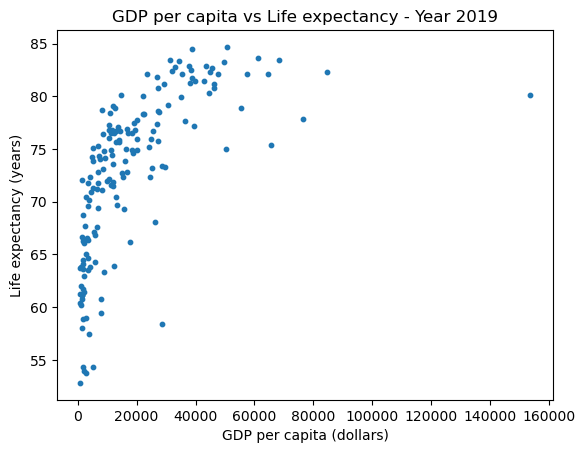 GDP per capita vs Life expectancy - Year 2019
85
80
75
70
65
60
55
Life expectancy (years)
0 20000 40000 60000 80000 100000 120000 140000 160000
GDP per capita (dollars)